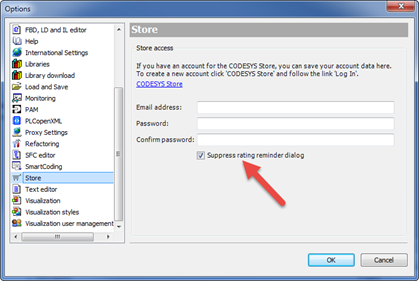 Options
FBD, LD and IL editor
Help
International Settings
Libraries
Library download
Load and Save
Monitoring
PAM
PLCopenXML
Proxy Settings
Refactoring
SFC editor
SmartCoding
Store
Text editor
Visualization
Visualization styles
Visualization user management
Store
Store access
If you have an account for the CODESYS Store, you can save your account data here.
To create a new account click 'CODESYS Store' and follow the link 'Log In'.
CODESYS Store
Email address:
Password:
Confirm password:
Suppress rating reminder dialog
OK
Cancel